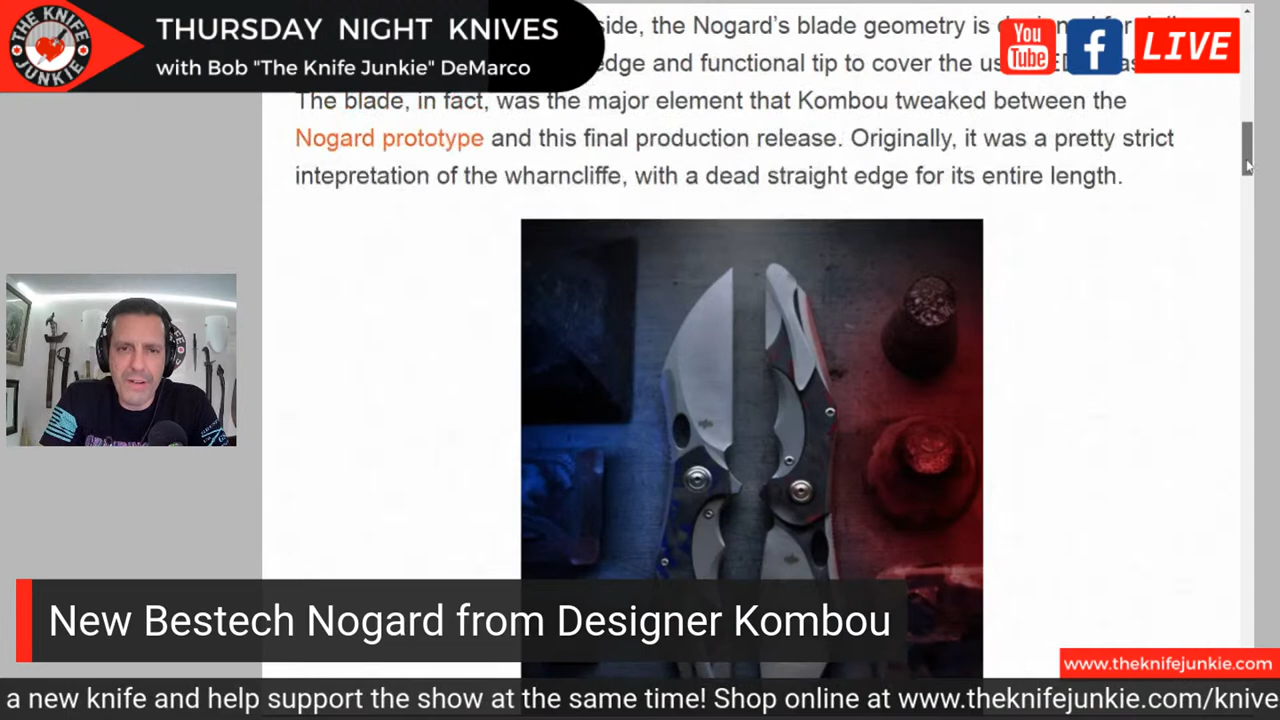 THE KNIFE
JUNKIE
THURSDAY NIGHT KNIVES
with Bob "The Knife Junkie" DeMarco
You
Tube
f
LIVE
side, the Nogard’s blade geometry is
edge and functional tip to cover the
The blade, in fact, was the major element that Kombou tweaked between the
Nogard prototype and this final production release. Originally, it was a pretty strict
intepretation of the wharncliffe, with a dead straight edge for its entire length.
New Bestech Nogard from Designer Kombou
www.theknifejunkie.com
a new knife and help support the show at the same time! Shop online at www.theknifejunkie.com/knive